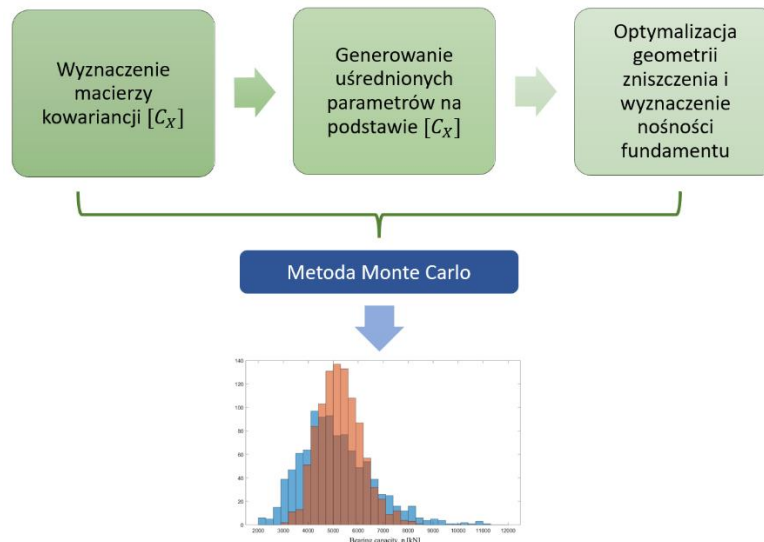 Wyznaczenie
macierzy
kowariancji [C_X]
Generowanie
uśrednionych
parametrów na
podstawie [C_X]
Optymalizacja
geometrii
zniszczenia i
wyznaczenie
nośności
fundamentu
Metoda Monte Carlo
140
120
100
80
60
40
20
0
2000 3000 4000 5000 6000 7000 8000 9000 10000 11000 12000
Bearing capacity, p [kN]